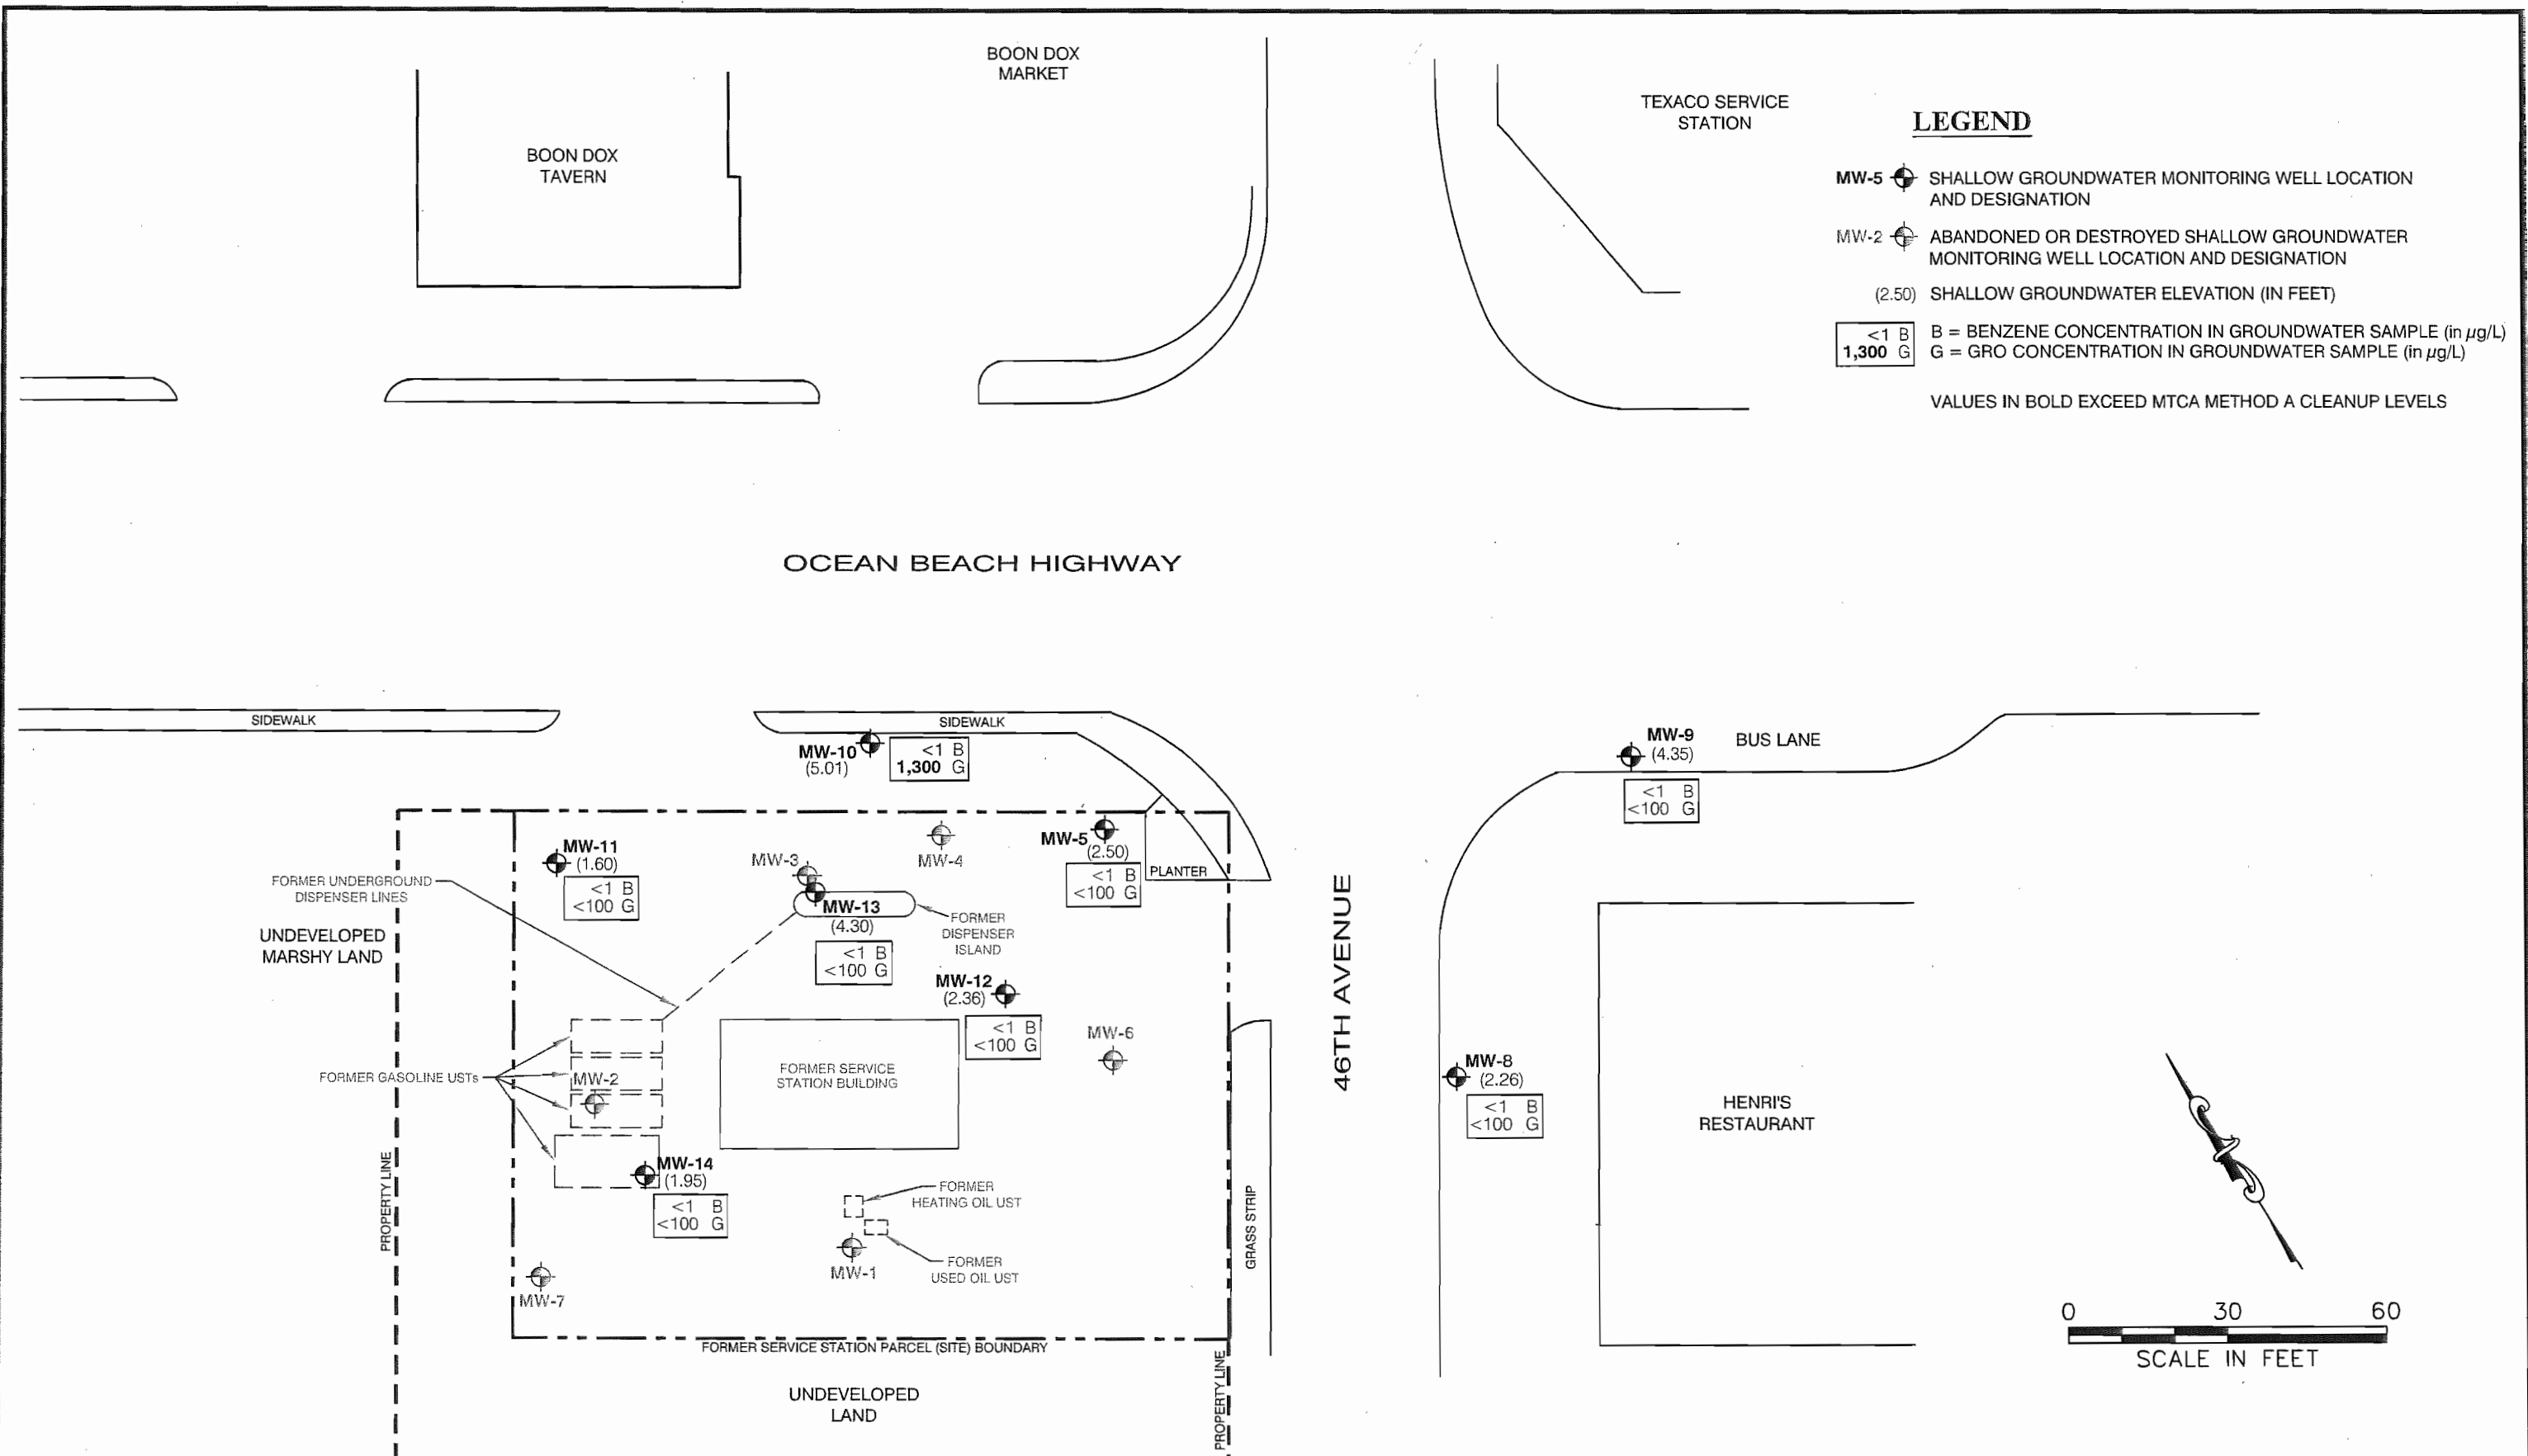 BOON DOX
MARKET
BOON DOX
TAVERN
TEXACO SERVICE
STATION
LEGEND
MW-5 SHALLOW GROUNDWATER MONITORING WELL LOCATION
AND DESIGNATION
MW-2 ABANDONED OR DESTROYED SHALLOW GROUNDWATER
MONITORING WELL LOCATION AND DESIGNATION
(2.50) SHALLOW GROUNDWATER ELEVATION (IN FEET)
<1 B B = BENZENE CONCENTRATION IN GROUNDWATER SAMPLE (in µg/L)
1,300 G G = GRO CONCENTRATION IN GROUNDWATER SAMPLE (in µg/L)
VALUES IN BOLD EXCEED MTCA METHOD A CLEANUP LEVELS
OCEAN BEACH HIGHWAY
SIDEWALK
SIDEWALK
MW-10
(5.01)
<1 B
1,300 G
MW-9
(4.35)
<1 B
<100 G
BUS LANE
MW-11
(1.60)
<1 B
<100 G
MW-3
MW-4
MW-5
(2.50)
<1 B
<100 G
PLANTER
FORMER UNDERGROUND
DISPENSER LINES
UNDEVELOPED
MARSHY LAND
MW-13
(4.30)
<1 B
<100 G
FORMER
DISPENSER
ISLAND
MW-12
(2.36)
<1 B
<100 G
MW-6
46TH AVENUE
FORMER GASOLINE USTs
MW-2
FORMER SERVICE
STATION BUILDING
MW-8
(2.26)
<1 B
<100 G
HENRI'S
RESTAURANT
MW-14
(1.95)
<1 B
<100 G
FORMER
HEATING OIL UST
FORMER
USED OIL UST
MW-1
MW-7
PROPERTY LINE
GRASS STRIP
FORMER SERVICE STATION PARCEL (SITE) BOUNDARY
UNDEVELOPED
LAND
PROPERTY LINE
0 30 60
SCALE IN FEET